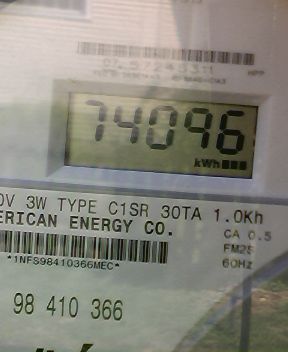 74096
kWh
V 3W TYPE C1SR 30TA 1.0Kh
ERICAN ENERGY CO.
CA 0.5
FM2S
60Hz
*1NFS98410366MEC*
98 410 366